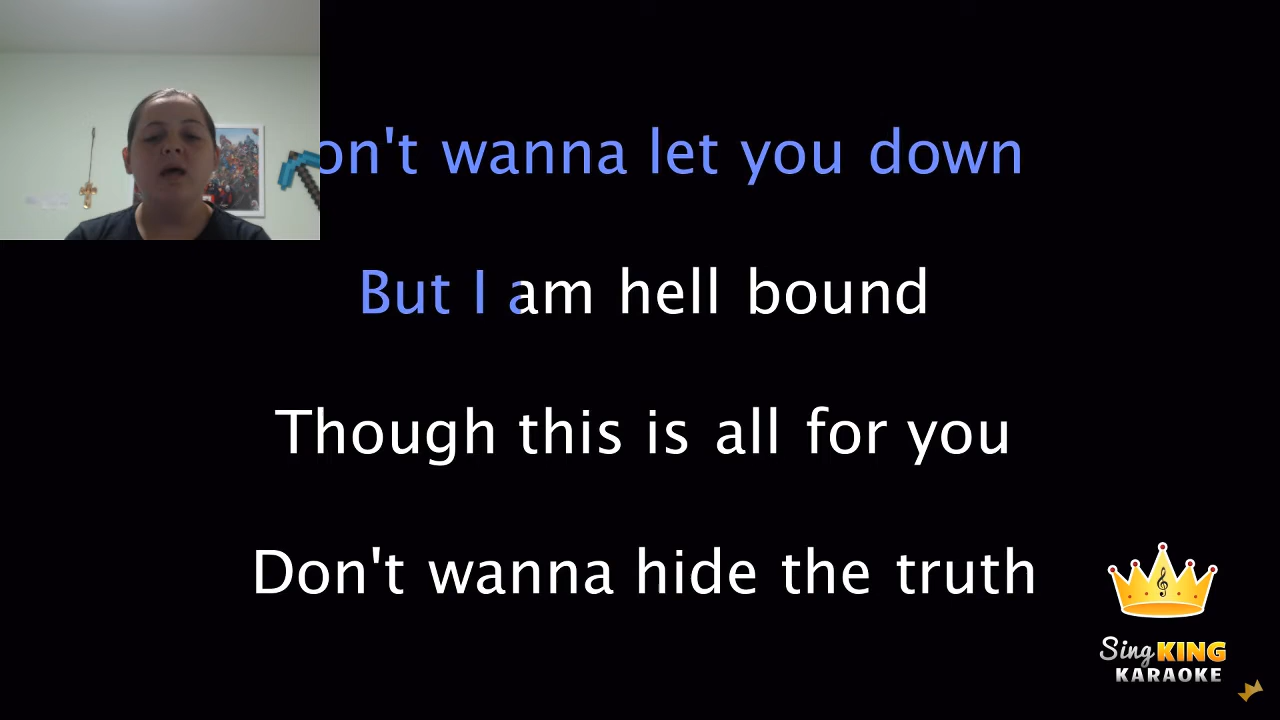 on't wanna let you down
But I am hell bound
Though this is all for you
Don't wanna hide the truth
Sing KING
KARAOKE